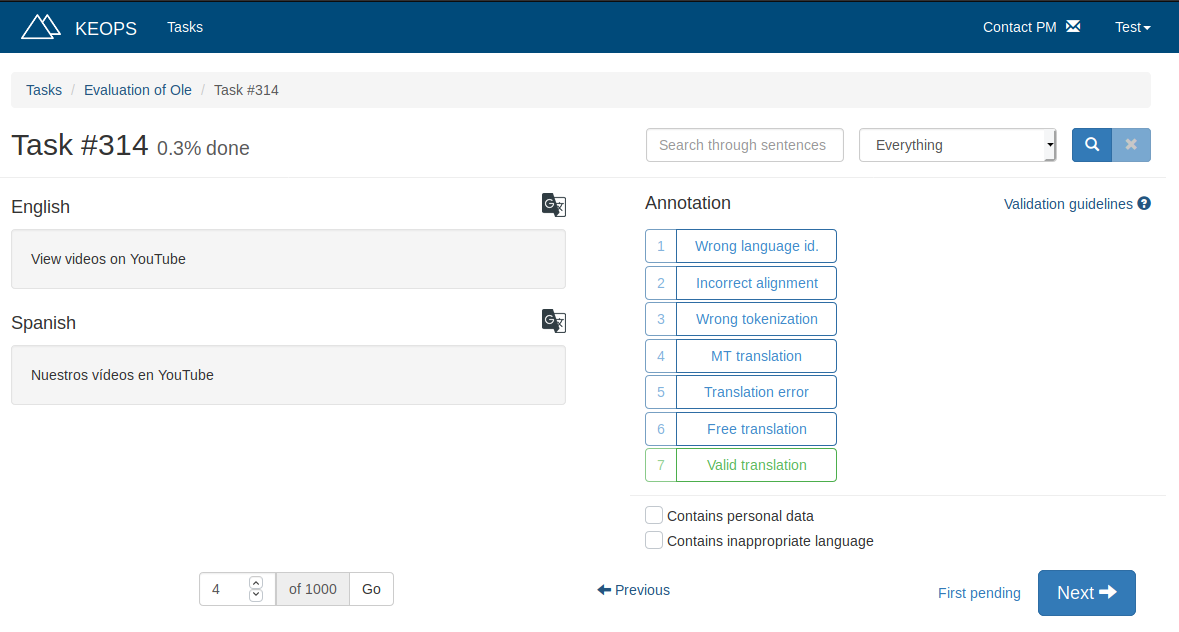 KEOPS Tasks Contact PM Test
Tasks / Evaluation of Ole / Task #314
Task #314 0.3% done Search through sentences Everything
English
View videos on YouTube
Spanish
Nuestros vídeos en YouTube
Annotation Validation guidelines
1 Wrong language id.
2 Incorrect alignment
3 Wrong tokenization
4 MT translation
5 Translation error
6 Free translation
7 Valid translation
Contains personal data
Contains inappropriate language
4 of 1000 Go Previous First pending Next